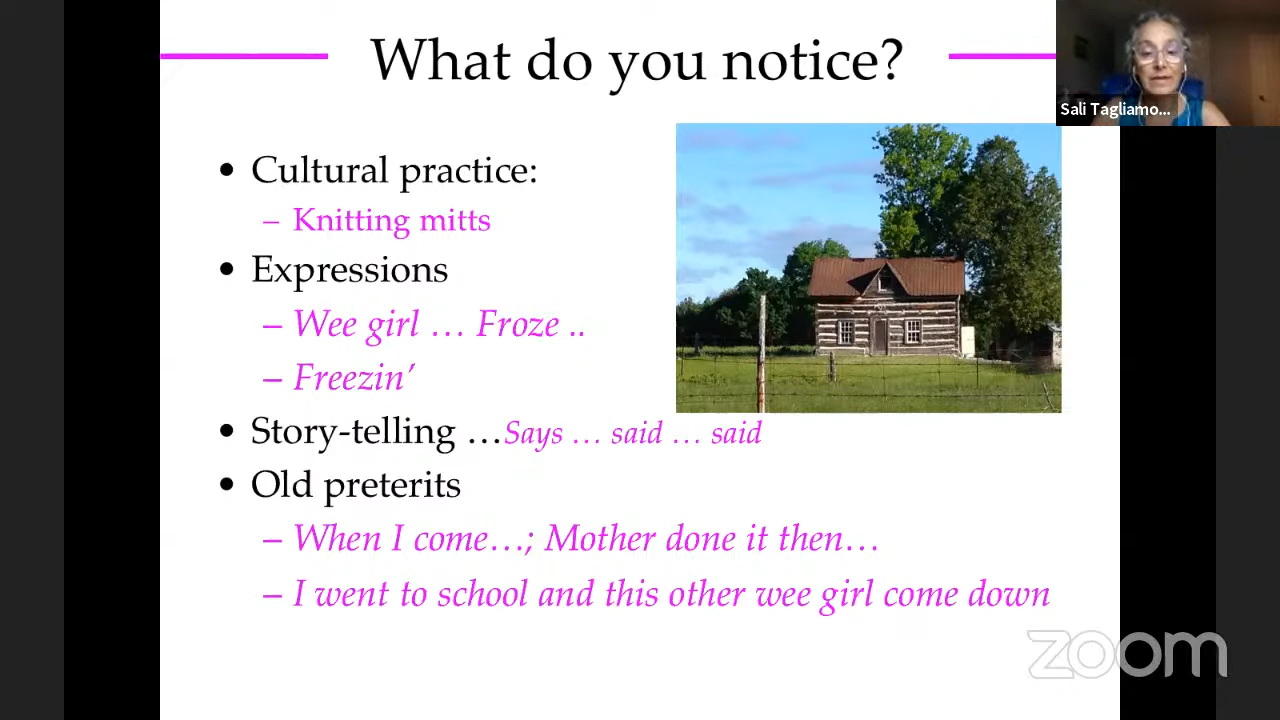 What do you notice?
Sali Tagliamo...
• Cultural practice:
– Knitting mitts
• Expressions
– Wee girl … Froze ..
– Freezin’
• Story-telling …Says … said … said
• Old preterits
– When I come…; Mother done it then…
– I went to school and this other wee girl come down
zoom